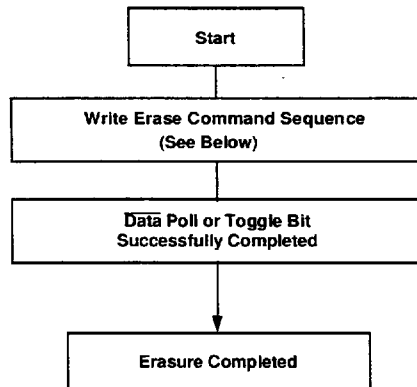 Start
Write Erase Command Sequence
(See Below)
Data Poll or Toggle Bit
Successfully Completed
Erasure Completed